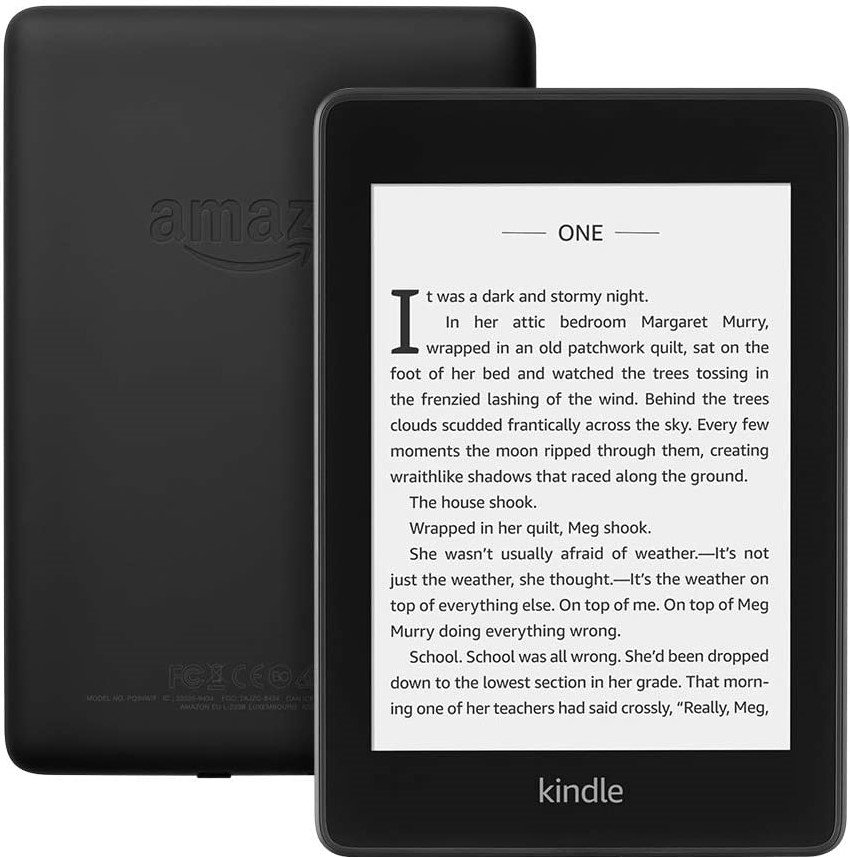 amaz
ONE
It was a dark and stormy night.
In her attic bedroom Margaret Murry,
wrapped in an old patchwork quilt, sat on the
foot of her bed and watched the trees tossing in
the frenzied lashing of the wind. Behind the trees
clouds scudded frantically across the sky. Every few
moments the moon ripped through them, creating
wraithlike shadows that raced along the ground.
The house shook.
Wrapped in her quilt, Meg shook.
She wasn’t usually afraid of weather.—It’s not
just the weather, she thought.—It’s the weather on
top of everything else. On top of me. On top of Meg
Murry doing everything wrong.
School. School was all wrong. She’d been dropped
down to the lowest section in her grade. That morn-
ing one of her teachers had said crossly, “Really, Meg,
FC CE
MODEL NO.
AMAZON EU LUXEMBOURG
kindle